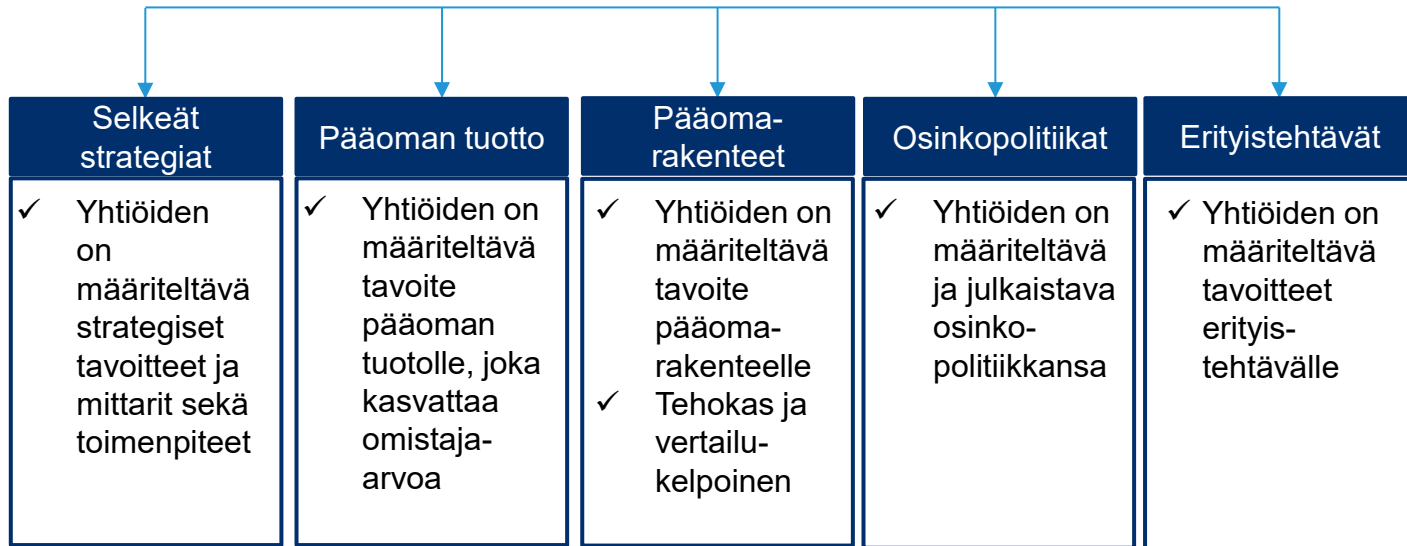 Selkeät
strategiat
✓ Yhtiöiden
on
määriteltävä
strategiset
tavoitteet ja
mittarit sekä
toimenpiteet
Pääoman tuotto
✓ Yhtiöiden on
määriteltävä
tavoite
pääoman
tuotolle, joka
kasvattaa
omistaja-
arvoa
Pääoma-
rakenteet
✓ Yhtiöiden on
määriteltävä
tavoite
pääoma-
rakenteelle
✓ Tehokas ja
vertailu-
kelpoinen
Osinkopolitiikat
✓ Yhtiöiden on
määriteltävä
ja julkaistava
osinko-
politiikkansa
Erityistehtävät
✓ Yhtiöiden on
määriteltävä
tavoitteet
erityis-
tehtävälle